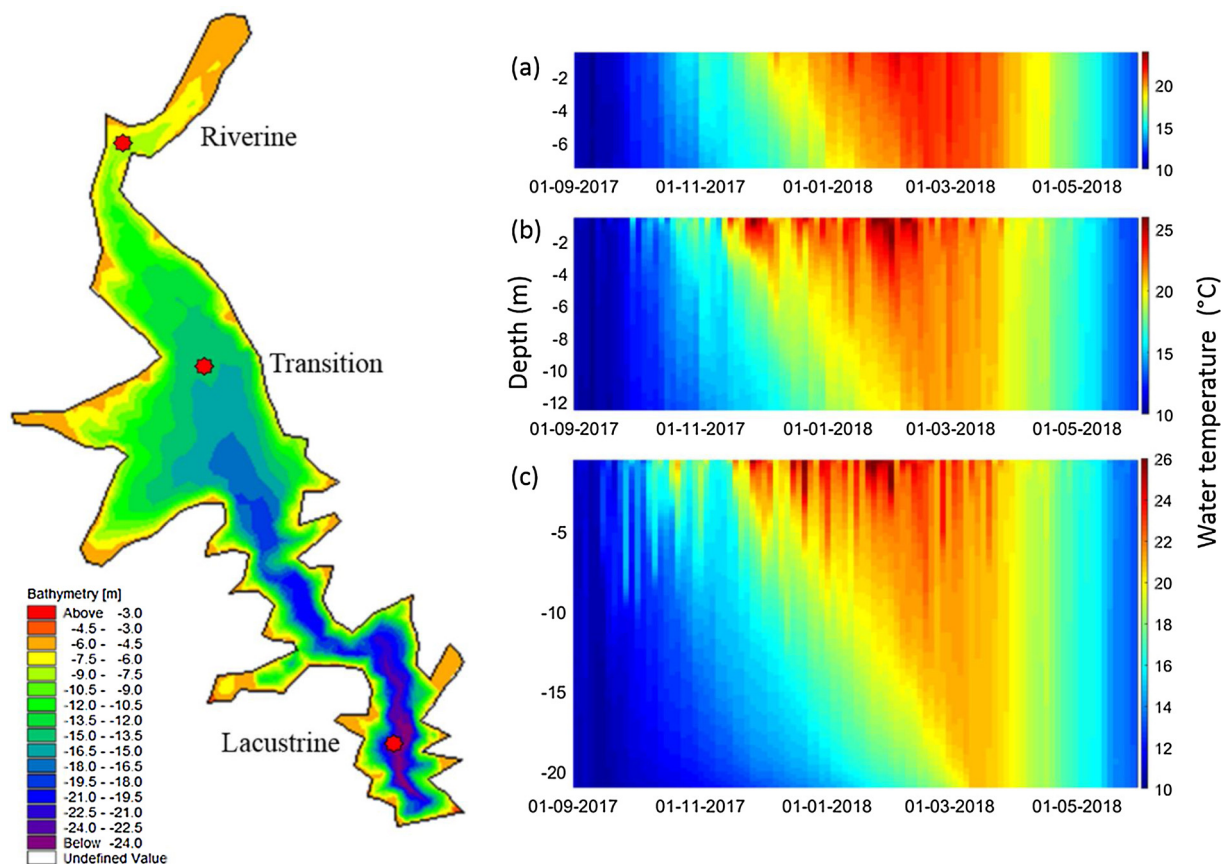 Riverine
Transition
Lacustrine
Bathymetry [m]
Above -3.0
-4.5 - -3.0
-6.0 - -4.5
-7.5 - -6.0
-9.0 - -7.5
-10.5 - -9.0
-12.0 - -10.5
-13.5 - -12.0
-15.0 - -13.5
-16.5 - -15.0
-18.0 - -16.5
-19.5 - -18.0
-21.0 - -19.5
-22.5 - -21.0
-24.0 - -22.5
Below -24.0
Undefined Value
(a)
-2
-4
-6
01-09-2017 01-11-2017 01-01-2018 01-03-2018 01-05-2018
20
15
10
(b)
-2
-4
-6
-8
-10
-12
01-09-2017 01-11-2017 01-01-2018 01-03-2018 01-05-2018
25
20
15
10
(c)
-5
-10
-15
-20
01-09-2017 01-11-2017 01-01-2018 01-03-2018 01-05-2018
26
24
22
20
18
16
14
12
10
Depth (m)
Water temperature (°C)